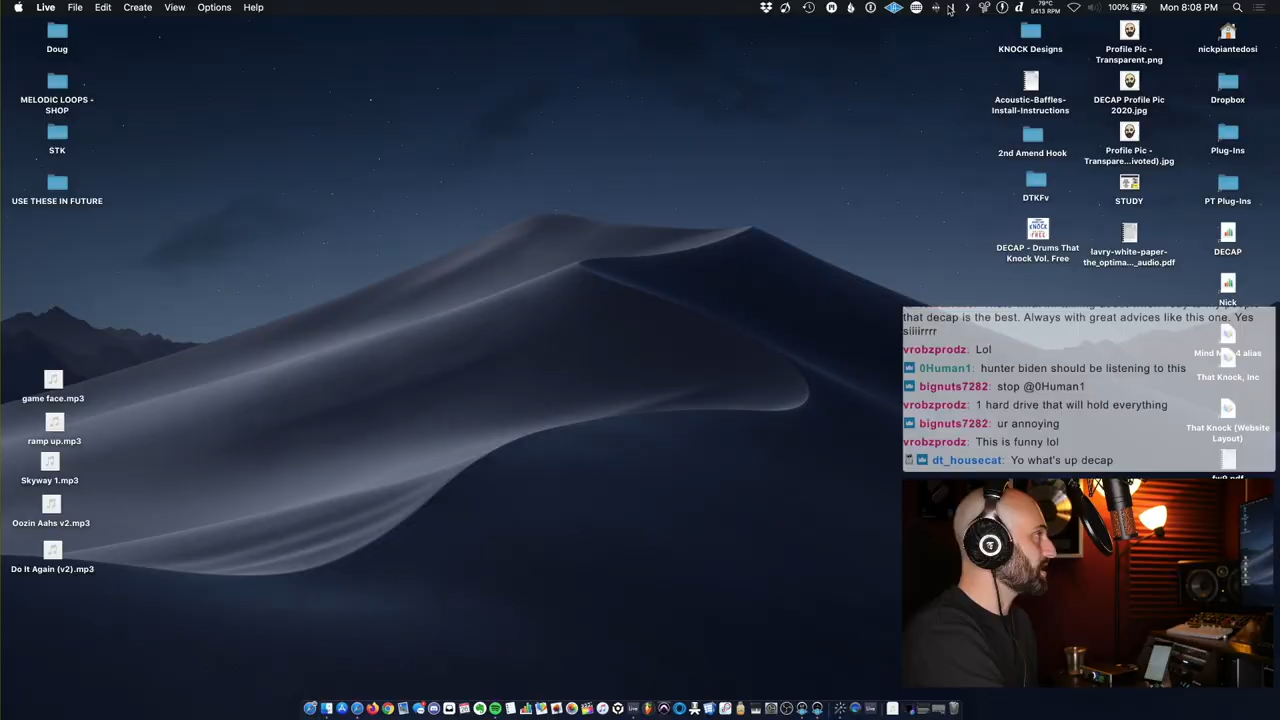 Live File Edit Create View Options Help
79°C
5413 RPM
100%
Mon 8:08 PM
Doug
MELODIC LOOPS -
SHOP
STK
USE THESE IN FUTURE
game face.mp3
ramp up.mp3
Skyway 1.mp3
Oozin Aahs v2.mp3
Do It Again (v2).mp3
KNOCK Designs
Acoustic-Baffles-
Install-Instructions
2nd Amend Hook
DTKFv
DECAP - Drums That
Knock Vol. Free
Profile Pic -
Transparent.png
DECAP Profile Pic
2020.jpg
Profile Pic -
Transpare...ivoted).jpg
STUDY
lavry-white-paper-
the_optima..._audio.pdf
nickpiantedosi
Dropbox
Plug-Ins
PT Plug-Ins
DECAP
Nick
That Knock, Inc
That Knock (Website
Layout)
that decap is the best. Always with great advices like this one. Yes
siiiirrrr
vrobzprodz: Lol
0Human1: hunter biden should be listening to this
bignuts7282: stop @0Human1
vrobzprodz: 1 hard drive that will hold everything
bignuts7282: ur annoying
vrobzprodz: This is funny lol
dt_housecat: Yo what's up decap